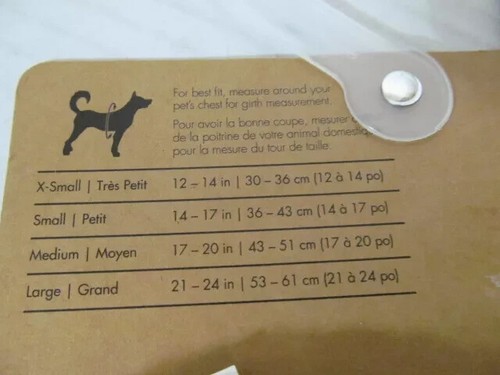 For best fit, measure around your
pet's chest for girth measurement.
Pour avoir la bonne coupe, mesurer
de la poitrine de votre animal
pour la mesure du tour de taille.
X-Small | Très Petit 12 – 14 in | 30 – 36 cm (12 à 14 po)
Small | Petit 14 – 17 in | 36 – 43 cm (14 à 17 po)
Medium | Moyen 17 – 20 in | 43 – 51 cm (17 à 20 po)
Large | Grand 21 – 24 in | 53 – 61 cm (21 à 24 po)